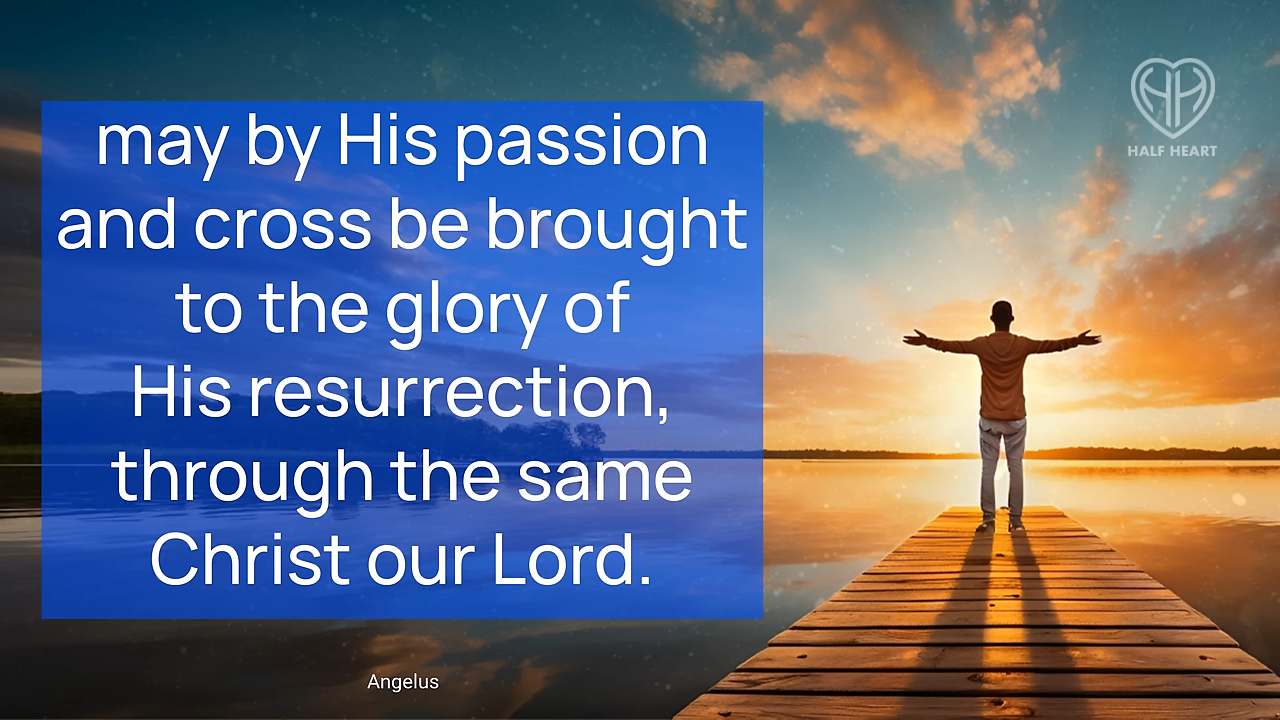 may by His passion
and cross be brought
to the glory of
His resurrection,
through the same
Christ our Lord.
Angelus
HALF HEART